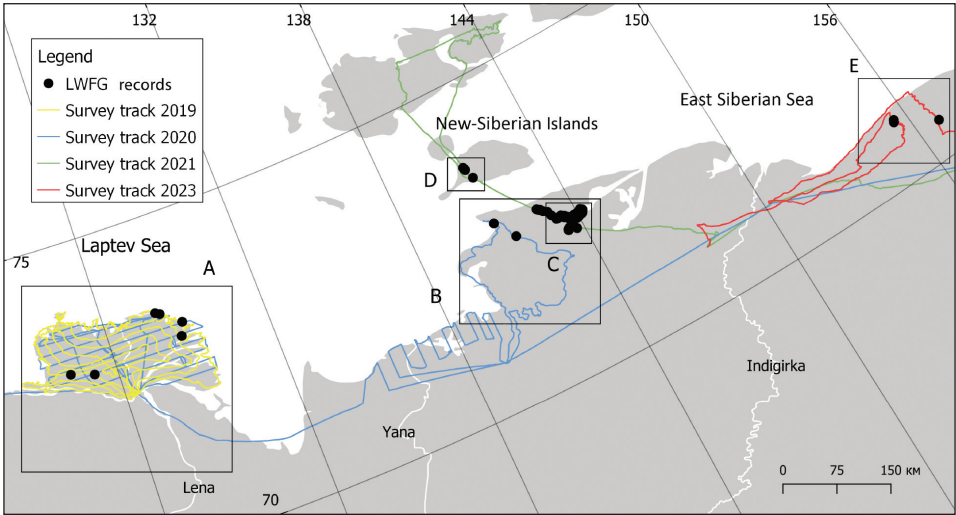 132
138
144
150
156
Legend
LWFG records
Survey track 2019
Survey track 2020
Survey track 2021
Survey track 2023
E
East Siberian Sea
New-Siberian Islands
D
Laptev Sea
75
A
C
B
Indigirka
Yana
0 75 150 км
Lena
70